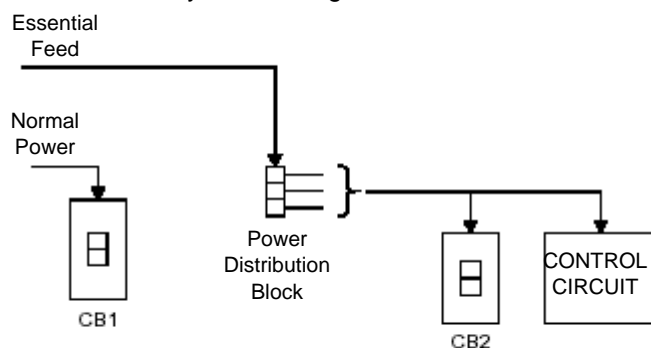 Essential
Feed
Normal
Power
Power
Distribution
Block
CONTROL
CIRCUIT
CB1
CB2